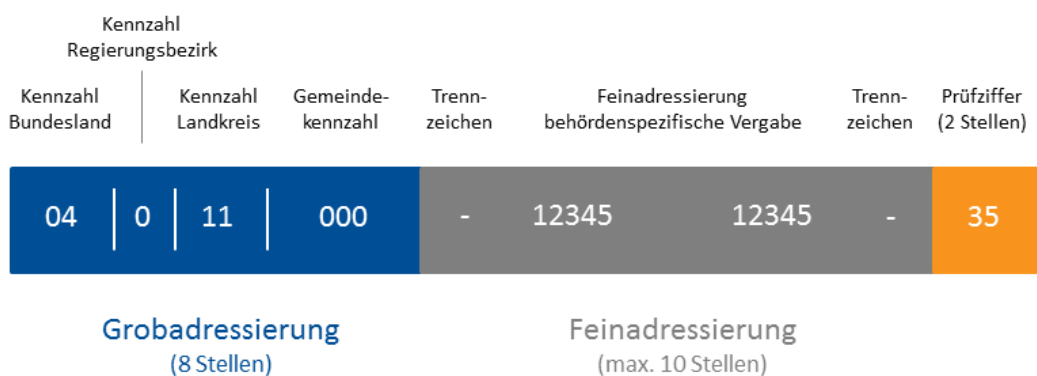 Kennzahl
Regierungsbezirk
Kennzahl
Bundesland
Kennzahl
Landkreis
Gemeinde-
kennzahl
Trenn-
zeichen
Feinadressierung
behördenspezifische Vergabe
Trenn-
zeichen
Prüfziffer
(2 Stellen)
04 0 11 000 - 12345 12345 - 35
Grobadressierung
(8 Stellen)
Feinadressierung
(max. 10 Stellen)